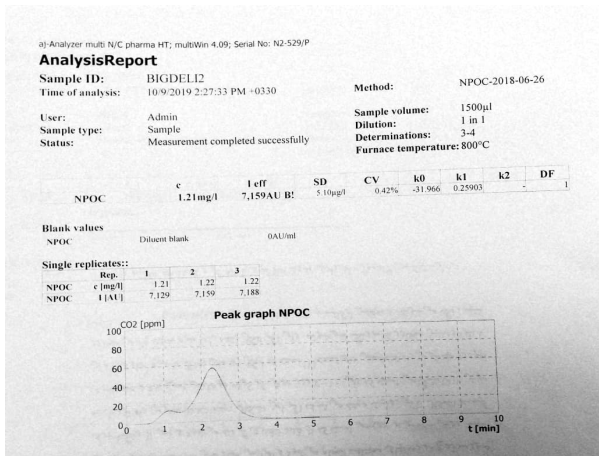 aj-Analyzer multi N/C pharma HT; multiWin 4.09; Serial No: N2-529/P
AnalysisReport
Sample ID: BIGDELI2
Time of analysis: 10/9/2019 2:27:33 PM +0330
Method: NPOC-2018-06-26
User: Admin
Sample type: Sample
Status: Measurement completed successfully
Sample volume: 1500µl
Dilution: 1 in 1
Determinations: 3-4
Furnace temperature: 800°C
c I eff SD CV k0 k1 k2 DF
NPOC 1.21mg/l 7,159AU B! 5.10µg/l 0.42% -31.966 0.25903 - 1
Blank values
NPOC Diluent blank 0AU/ml
Single replicates::
Rep. 1 2 3
NPOC c [mg/l] 1.21 1.22 1.22
NPOC I [AU] 7,129 7,159 7,188
Peak graph NPOC
CO2 [ppm]
100
80
60
40
20
0
0 1 2 3 4 5 6 7 8 9 10
t [min]